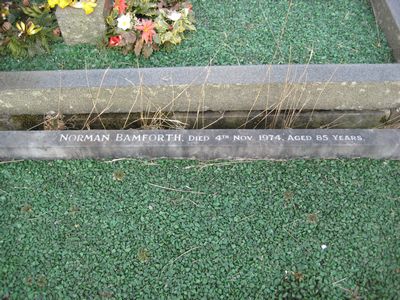 NORMAN BAMFORTH, DIED 4TH NOV. 1974, AGED 85 YEARS.